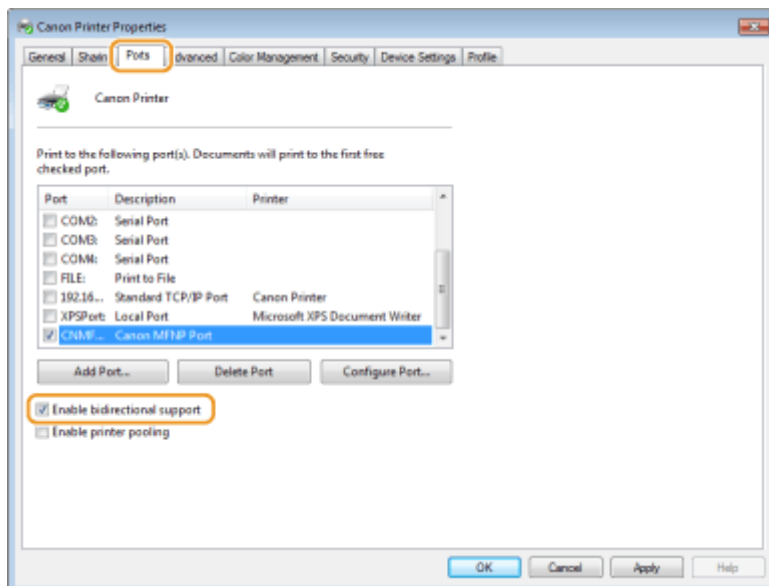 Canon Printer Properties
General Sharin Ports dvanced Color Management Security Device Settings Profile
Canon Printer
Print to the following port(s). Documents will print to the first free
checked port.
Port Description Printer
COM2: Serial Port
COM3: Serial Port
COM4: Serial Port
FILE: Print to File
192.16... Standard TCP/IP Port Canon Printer
XPSPort: Local Port Microsoft XPS Document Writer
CNMF... Canon MFNP Port
Add Port... Delete Port Configure Port...
Enable bidirectional support
Enable printer pooling
OK Cancel Apply Help